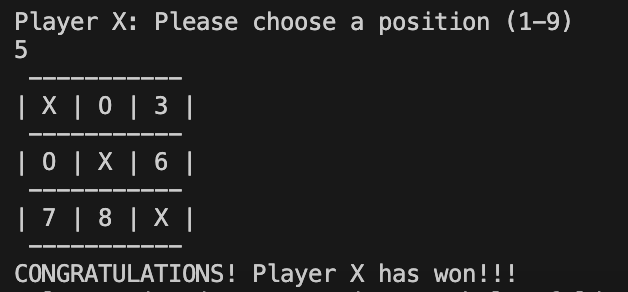 Player X: Please choose a position (1–9)
5
 ———————————
| X | O | 3 |
 ———————————
| O | X | 6 |
 ———————————
| 7 | 8 | X |
 ———————————
CONGRATULATIONS! Player X has won!!!